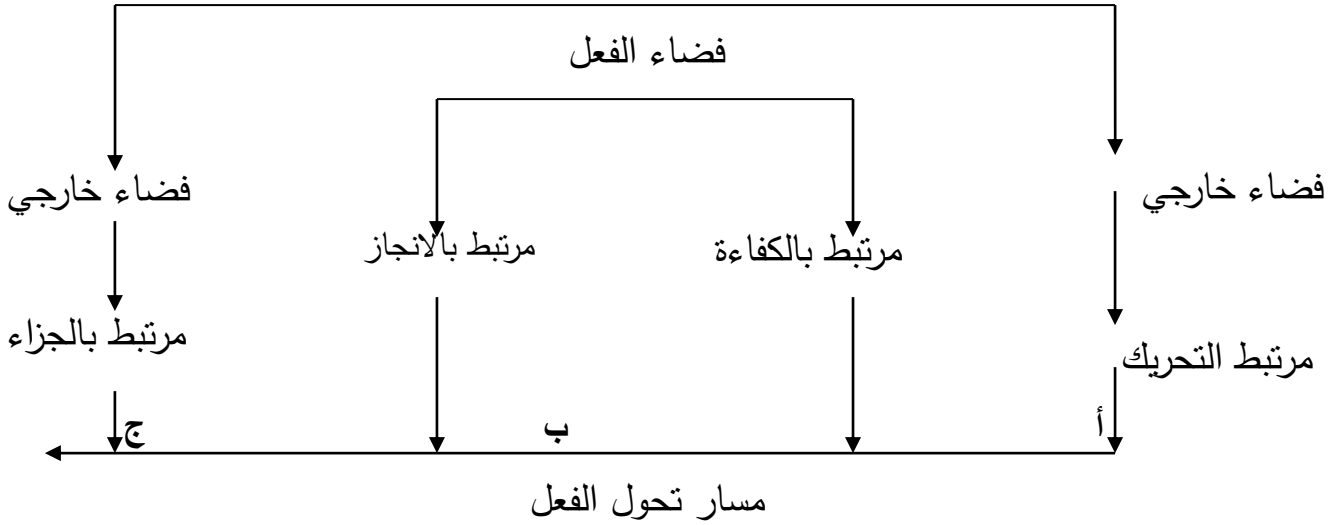 فضاء الفعل
فضاء خارجي
فضاء خارجي
مرتبط بالكفاءة
مرتبط بالانجاز
مرتبط التحريك
مرتبط بالجزاء
أ
ب
ج
مسار تحول الفعل